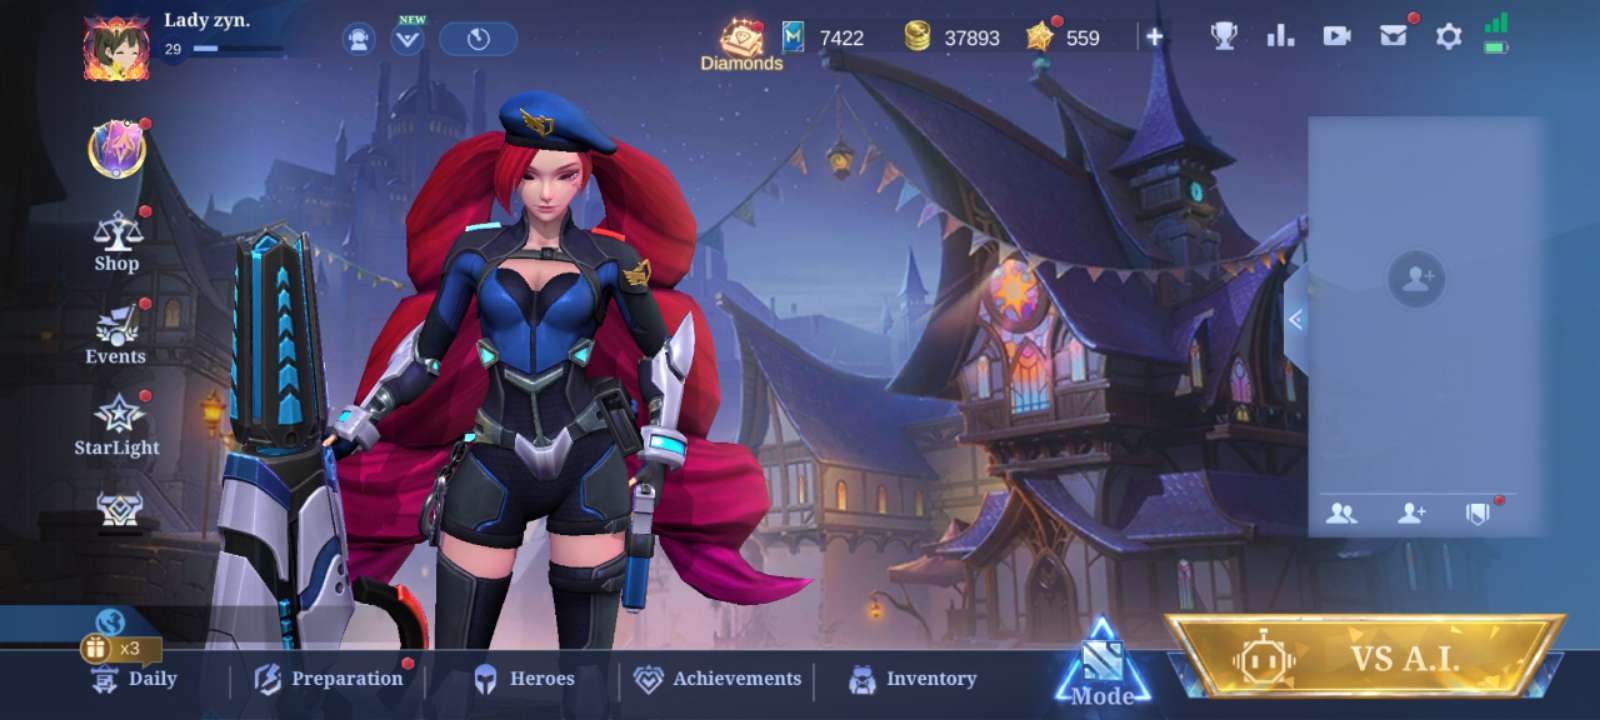 Lady zyn.
29
NEW
Diamonds
7422
37893
559
Shop
Events
StarLight
x3
Daily
Preparation
Heroes
Achievements
Inventory
Mode
VS A.I.